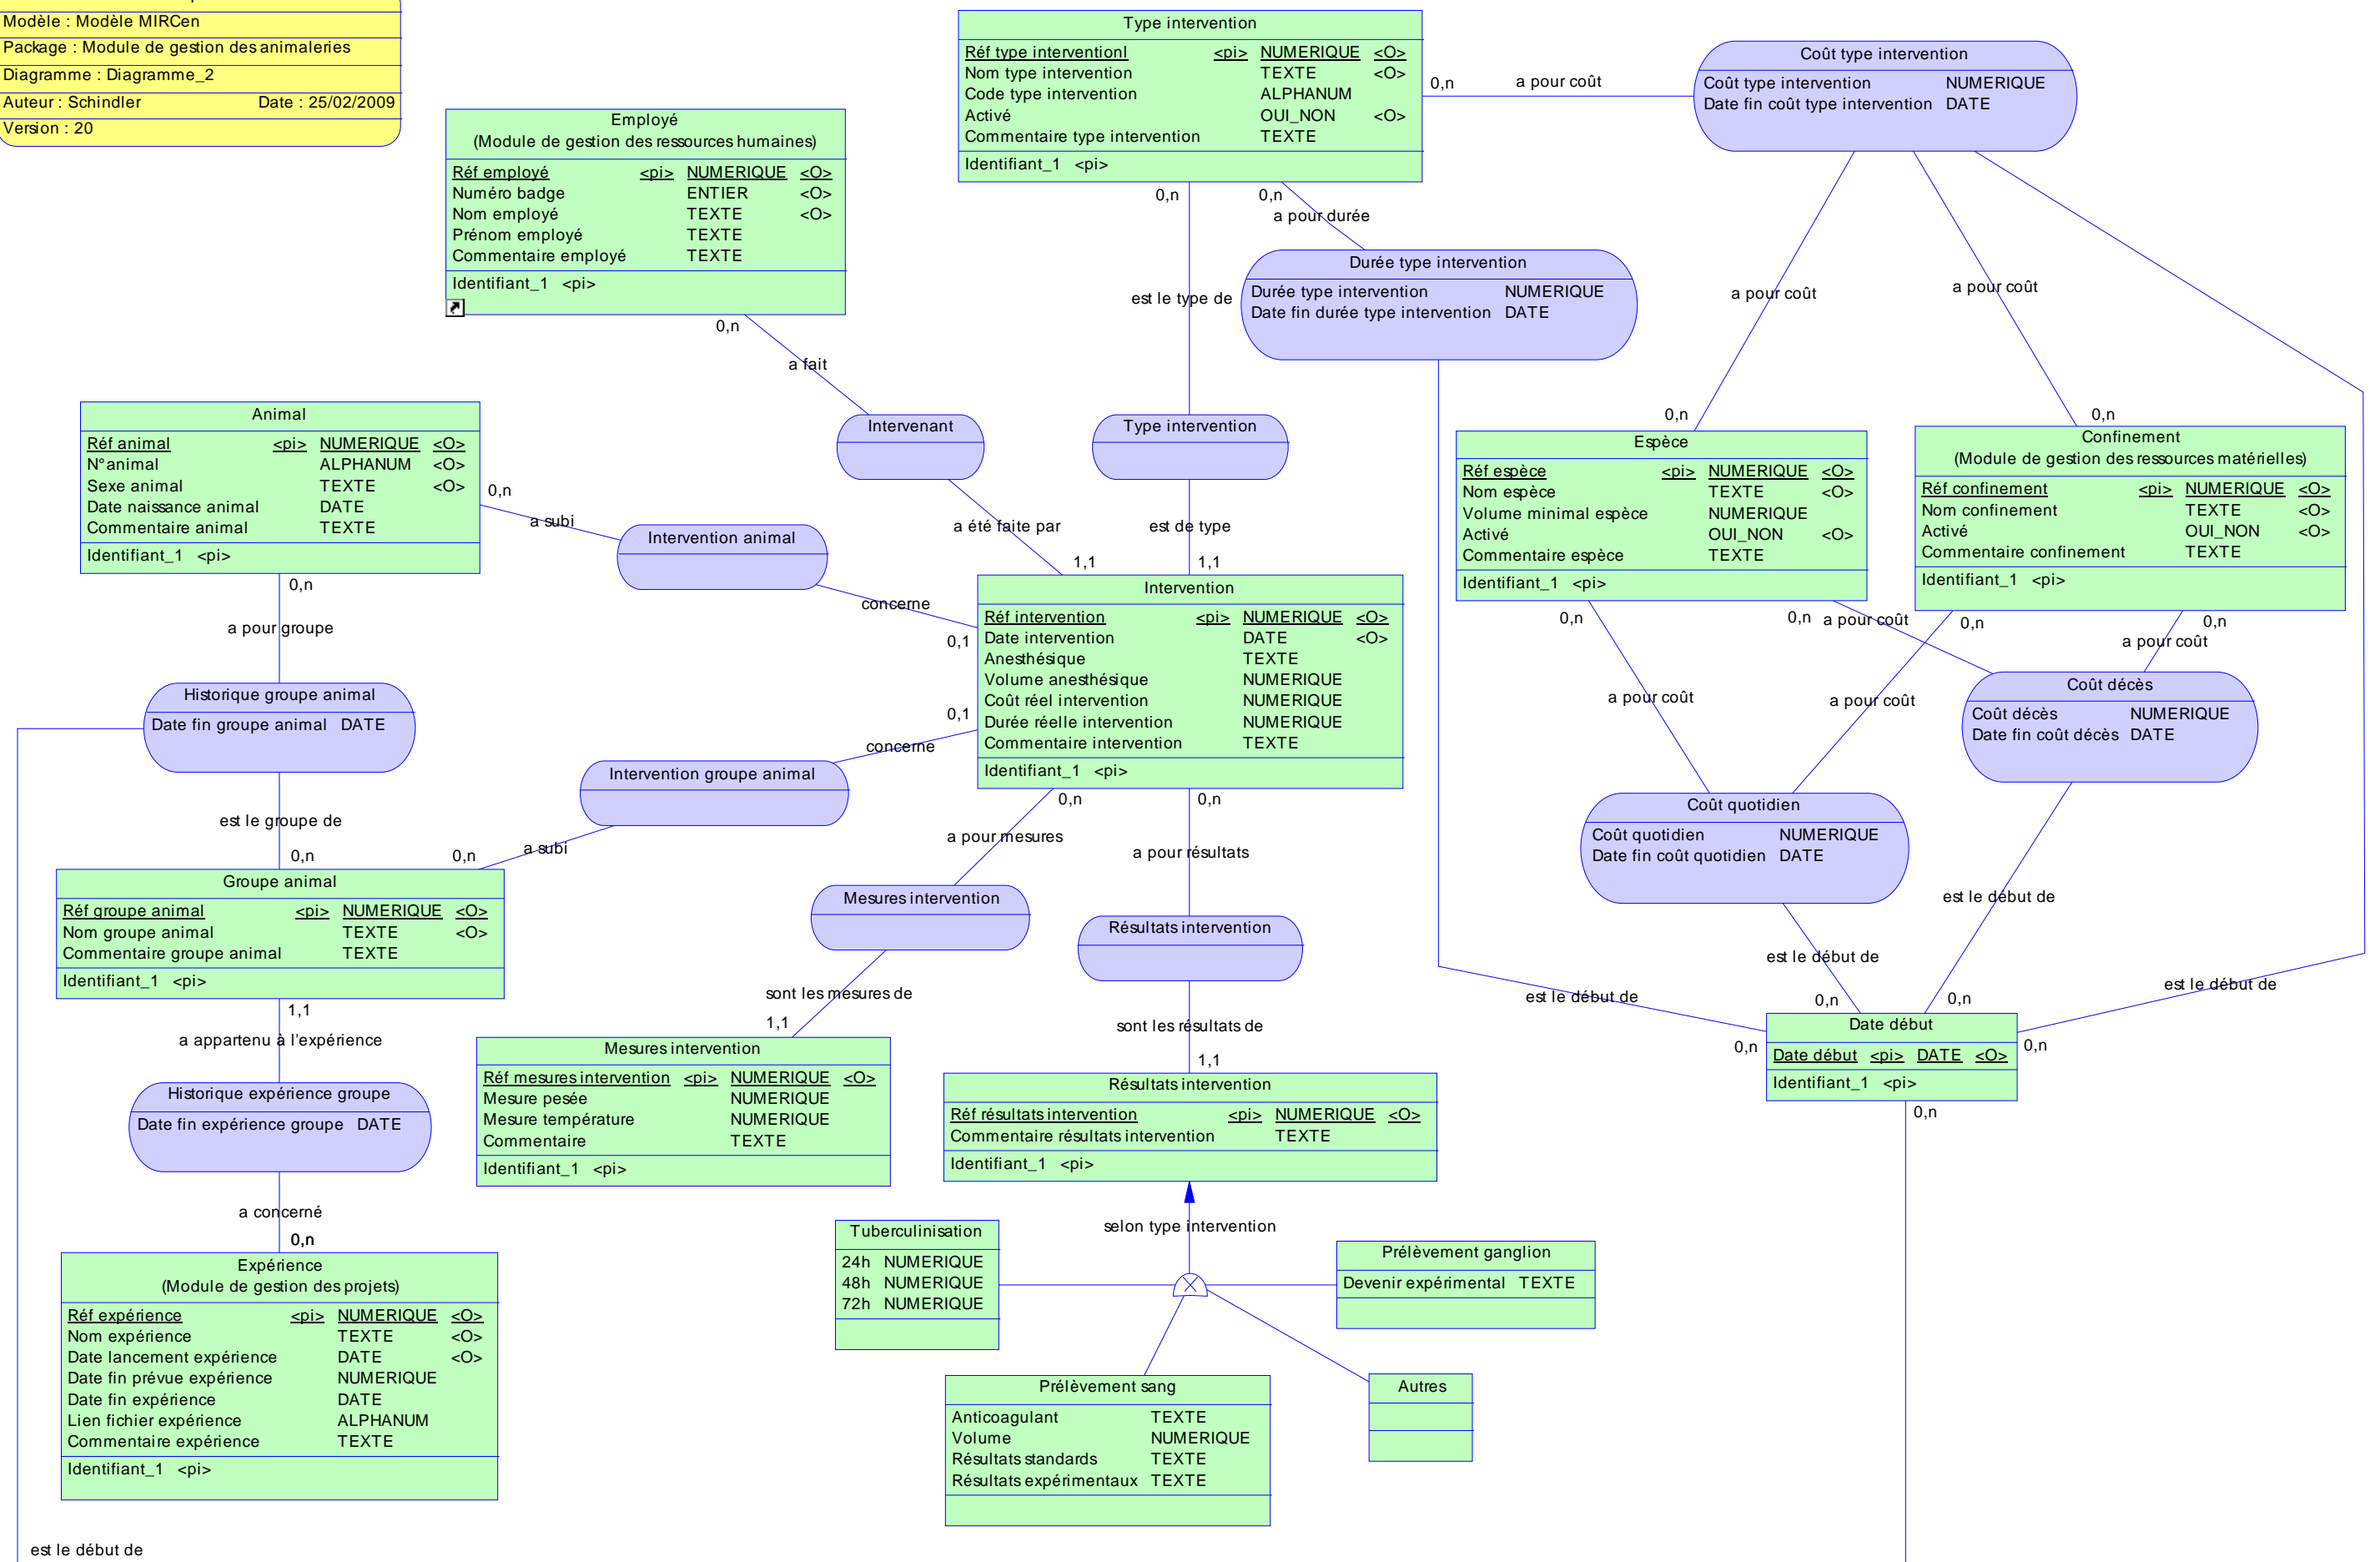 Modèle : Modèle MIRCen
Package : Module de gestion des animaleries
Diagramme : Diagramme_2
Auteur : Schindler Date : 25/02/2009
Version : 20
Type intervention
Réf type interventionl <pi> NUMERIQUE <O>
Nom type intervention TEXTE <O>
Code type intervention ALPHANUM
Activé OUI_NON <O>
Commentaire type intervention TEXTE
Identifiant_1 <pi>
0,n
a pour coût
Coût type intervention
Coût type intervention NUMERIQUE
Date fin coût type intervention DATE
Employé
(Module de gestion des ressources humaines)
Réf employé <pi> NUMERIQUE <O>
Numéro badge ENTIER <O>
Nom employé TEXTE <O>
Prénom employé TEXTE
Commentaire employé TEXTE
Identifiant_1 <pi>
0,n
a fait
0,n
0,n
a pour durée
est le type de
Durée type intervention
Durée type intervention NUMERIQUE
Date fin durée type intervention DATE
a pour coût
a pour coût
Intervenant
Type intervention
a été faite par
est de type
1,1
1,1
Animal
Réf animal <pi> NUMERIQUE <O>
N°animal ALPHANUM <O>
Sexe animal TEXTE <O>
Date naissance animal DATE
Commentaire animal TEXTE
Identifiant_1 <pi>
0,n
a subi
Intervention animal
concerne
0,1
0,n
Espèce
Réf espèce <pi> NUMERIQUE <O>
Nom espèce TEXTE <O>
Volume minimal espèce NUMERIQUE
Activé OUI_NON <O>
Commentaire espèce TEXTE
Identifiant_1 <pi>
0,n
Confinement
(Module de gestion des ressources matérielles)
Réf confinement <pi> NUMERIQUE <O>
Nom confinement TEXTE <O>
Activé OUI_NON <O>
Commentaire confinement TEXTE
Identifiant_1 <pi>
Intervention
Réf intervention <pi> NUMERIQUE <O>
Date intervention DATE <O>
Anesthésique TEXTE
Volume anesthésique NUMERIQUE
Coût réel intervention NUMERIQUE
Durée réelle intervention NUMERIQUE
Commentaire intervention TEXTE
Identifiant_1 <pi>
0,n
0,n
a pour coût
0,n
0,n
a pour coût
a pour coût
a pour coût
Coût décès
Coût décès NUMERIQUE
Date fin coût décès DATE
0,n
a pour groupe
Historique groupe animal
Date fin groupe animal DATE
est le groupe de
0,n
0,1
concerne
Intervention groupe animal
a subi
0,n
Coût quotidien
Coût quotidien NUMERIQUE
Date fin coût quotidien DATE
0,n
0,n
a pour mesures
a pour résultats
Mesures intervention
Résultats intervention
Groupe animal
Réf groupe animal <pi> NUMERIQUE <O>
Nom groupe animal TEXTE <O>
Commentaire groupe animal TEXTE
Identifiant_1 <pi>
1,1
a appartenu à l'expérience
Historique expérience groupe
Date fin expérience groupe DATE
a concerné
0,n
sont les mesures de
1,1
sont les résultats de
1,1
est le début de
est le début de
est le début de
est le début de
0,n
0,n
0,n
0,n
Date début
Date début <pi> DATE <O>
Identifiant_1 <pi>
0,n
Mesures intervention
Réf mesures intervention <pi> NUMERIQUE <O>
Mesure pesée NUMERIQUE
Mesure température NUMERIQUE
Commentaire TEXTE
Identifiant_1 <pi>
Résultats intervention
Réf résultats intervention <pi> NUMERIQUE <O>
Commentaire résultats intervention TEXTE
Identifiant_1 <pi>
selon type intervention
Tuberculinisation
24h NUMERIQUE
48h NUMERIQUE
72h NUMERIQUE
Prélèvement ganglion
Devenir expérimental TEXTE
Expérience
(Module de gestion des projets)
Réf expérience <pi> NUMERIQUE <O>
Nom expérience TEXTE <O>
Date lancement expérience DATE <O>
Date fin prévue expérience NUMERIQUE
Date fin expérience DATE
Lien fichier expérience ALPHANUM
Commentaire expérience TEXTE
Identifiant_1 <pi>
Prélèvement sang
Anticoagulant TEXTE
Volume NUMERIQUE
Résultats standards TEXTE
Résultats expérimentaux TEXTE
Autres
est le début de